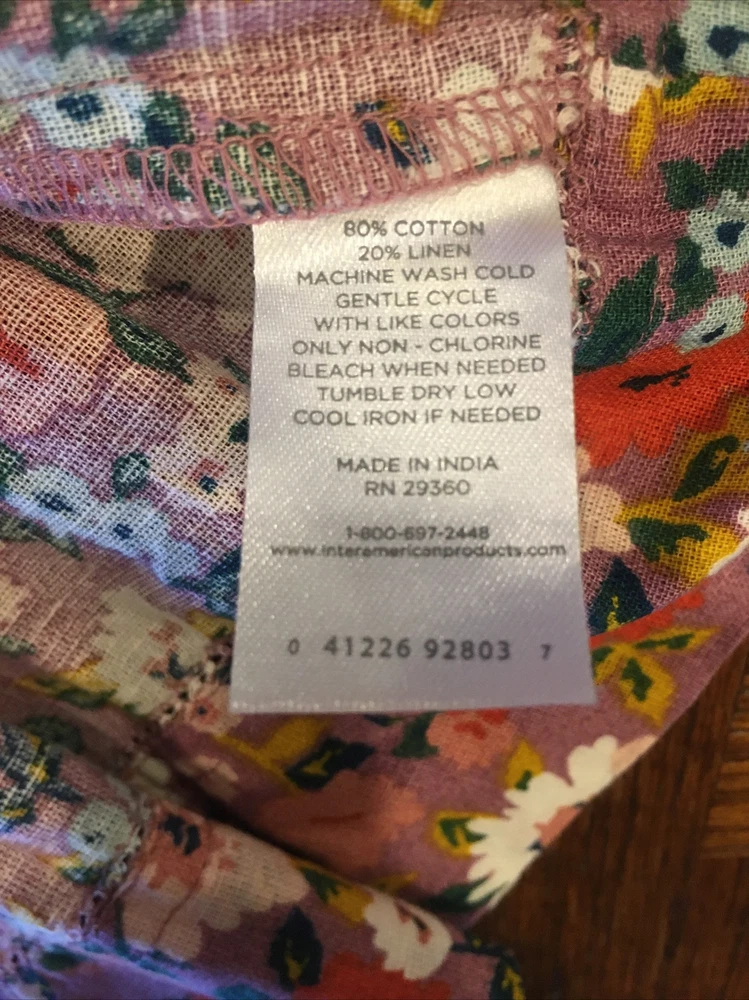 80% COTTON
20% LINEN
MACHINE WASH COLD
GENTLE CYCLE
WITH LIKE COLORS
ONLY NON - CHLORINE
BLEACH WHEN NEEDED
TUMBLE DRY LOW
COOL IRON IF NEEDED
MADE IN INDIA
RN 29360
1-800-697-2448
www.interamericanproducts.com
0 41226 92803 7